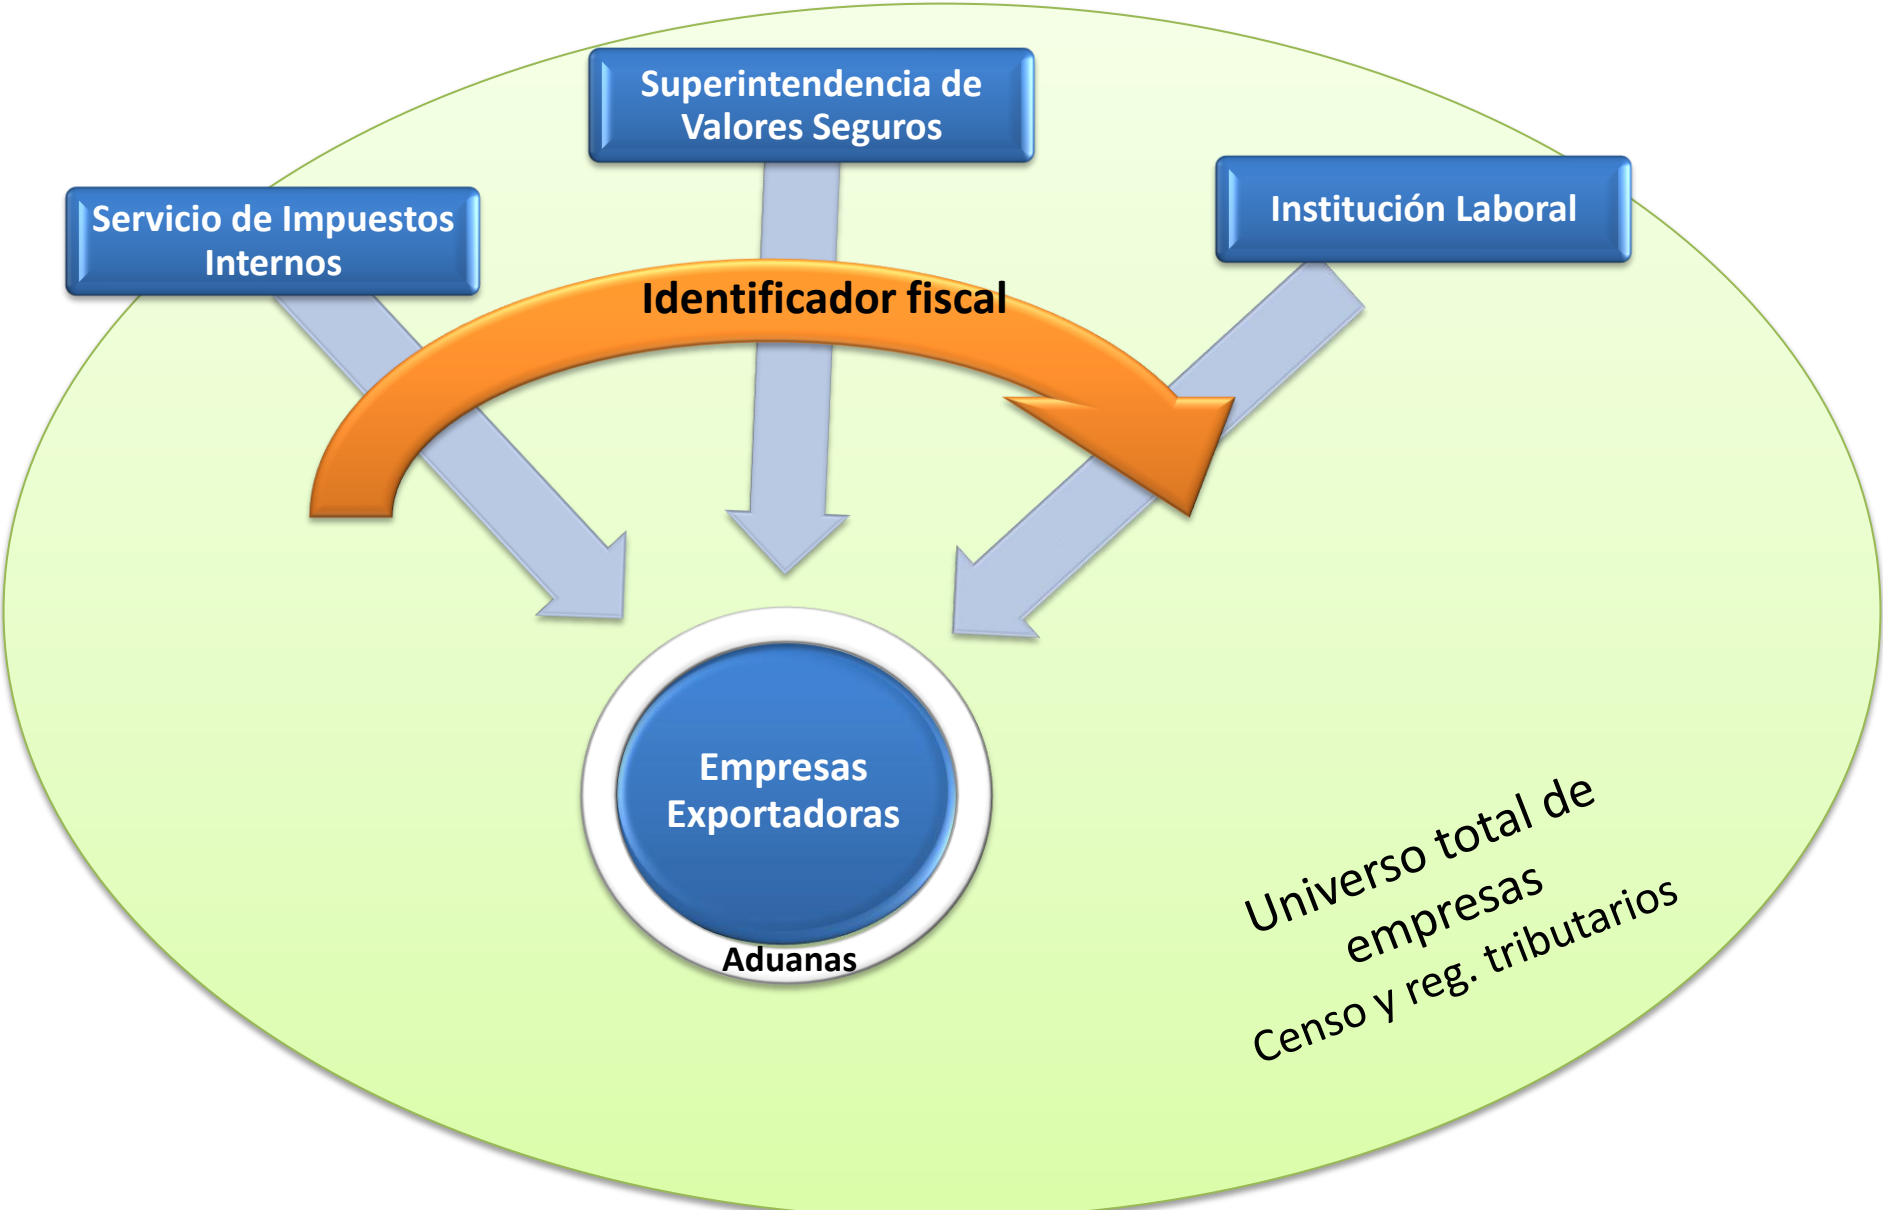 Superintendencia de
Valores Seguros
Servicio de Impuestos
Internos
Institución Laboral
Identificador fiscal
Empresas
Exportadoras
Aduanas
Universo total de
empresas
Censo y reg. tributarios